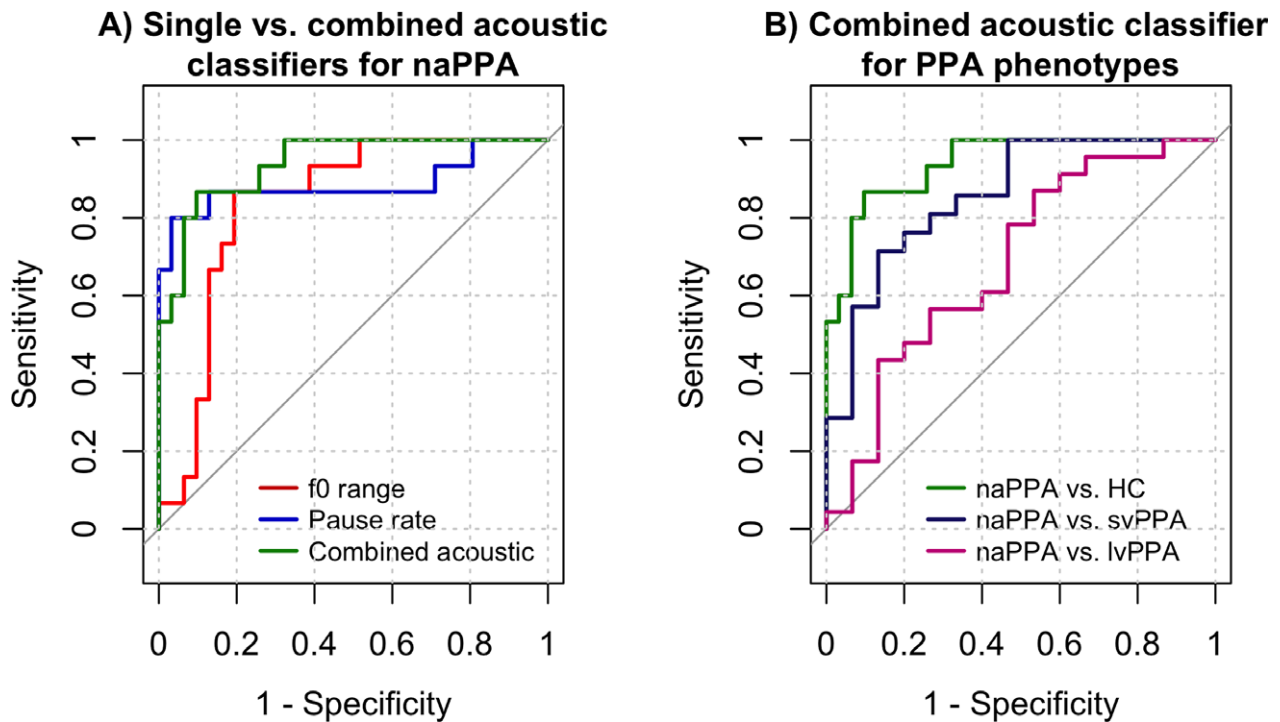 A) Single vs. combined acoustic
classifiers for naPPA
Sensitivity
1
0.8
0.6
0.4
0.2
0
f0 range
Pause rate
Combined acoustic
0 0.2 0.4 0.6 0.8 1
1 - Specificity
B) Combined acoustic classifier
for PPA phenotypes
Sensitivity
1
0.8
0.6
0.4
0.2
0
naPPA vs. HC
naPPA vs. svPPA
naPPA vs. lvPPA
0 0.2 0.4 0.6 0.8 1
1 - Specificity